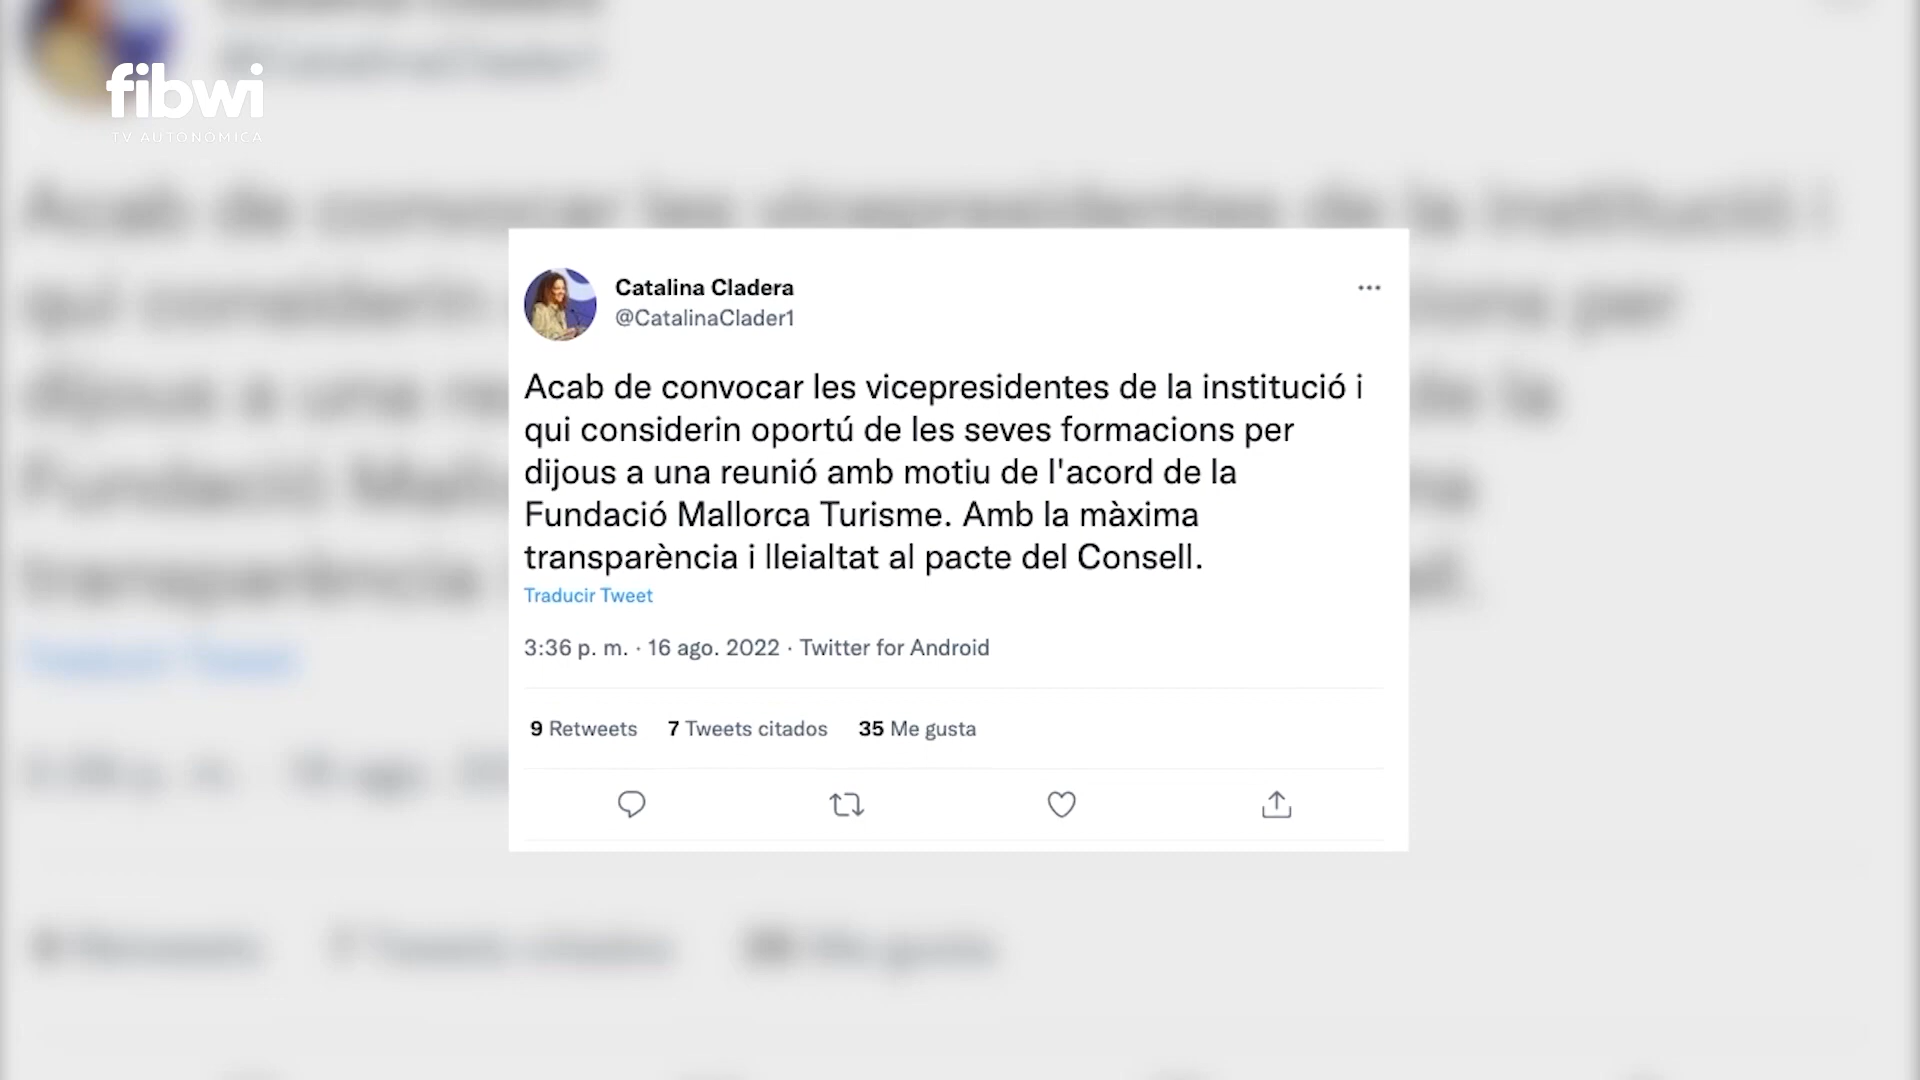 fibwi
TV AUTONÒMICA
Catalina Cladera
@CatalinaClader1
Acab de convocar les vicepresidentes de la institució i
qui considerin oportú de les seves formacions per
dijous a una reunió amb motiu de l'acord de la
Fundació Mallorca Turisme. Amb la màxima
transparència i lleialtat al pacte del Consell.
Traducir Tweet
3:36 p. m. · 16 ago. 2022 · Twitter for Android
9 Retweets 7 Tweets citados 35 Me gusta